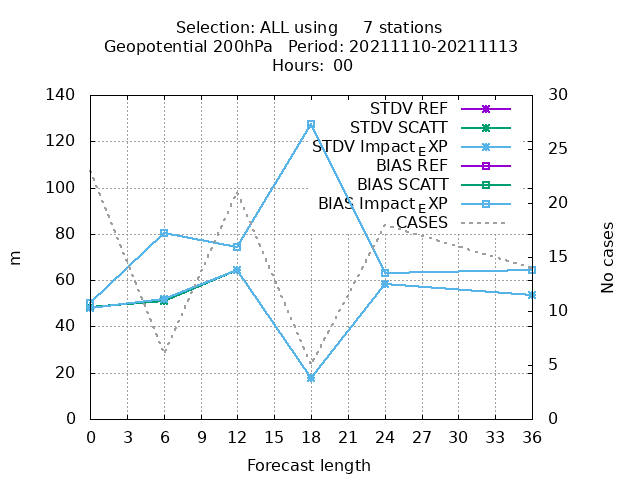 Selection: ALL using 7 stations
Geopotential 200hPa Period: 20211110-20211113
Hours: 00
140
120
100
80
60
40
20
0
30
25
20
15
10
5
0
STDV REF
STDV SCATT
STDV Impact_EXP
BIAS REF
BIAS SCATT
BIAS Impact_EXP
CASES
m
No cases
0 3 6 9 12 15 18 21 24 27 30 33 36
Forecast length